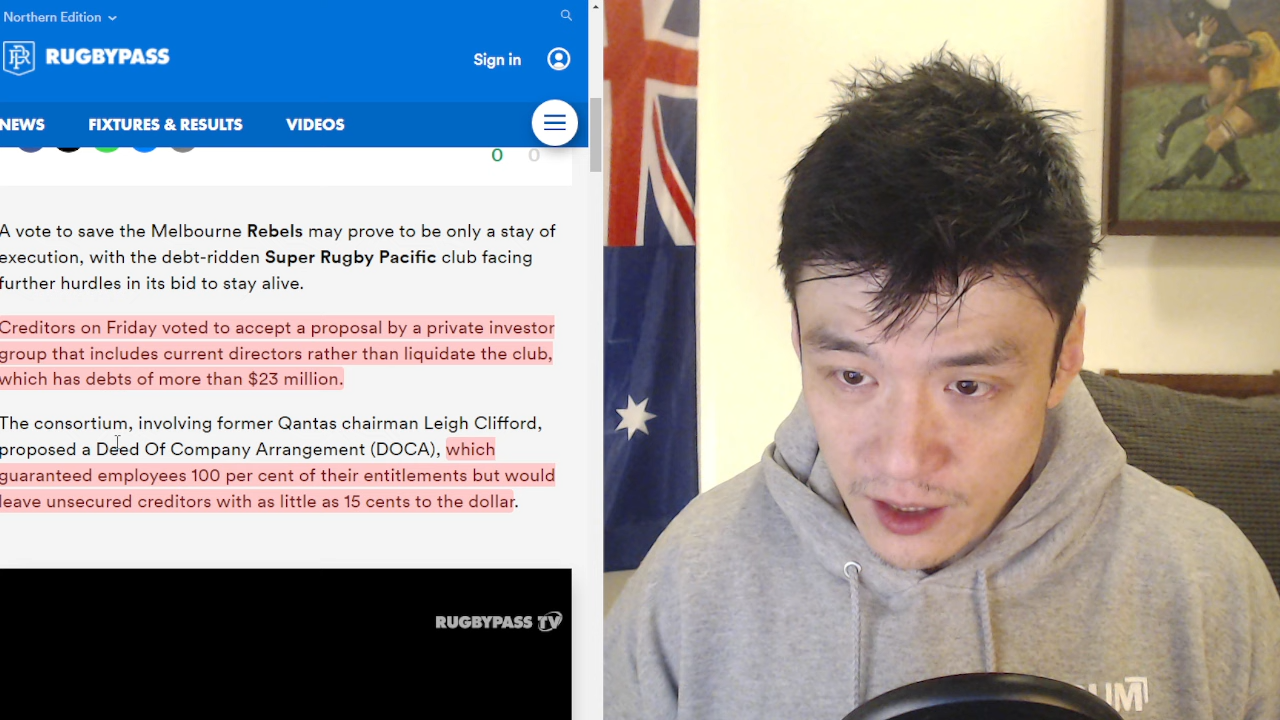 Northern Edition
RUGBYPASS
Sign in
NEWS
FIXTURES & RESULTS
VIDEOS
0
0
A vote to save the Melbourne Rebels may prove to be only a stay of
execution, with the debt-ridden Super Rugby Pacific club facing
further hurdles in its bid to stay alive.
Creditors on Friday voted to accept a proposal by a private investor
group that includes current directors rather than liquidate the club,
which has debts of more than $23 million.
The consortium, involving former Qantas chairman Leigh Clifford,
proposed a Deed Of Company Arrangement (DOCA), which
guaranteed employees 100 per cent of their entitlements but would
leave unsecured creditors with as little as 15 cents to the dollar.
RUGBYPASS TV